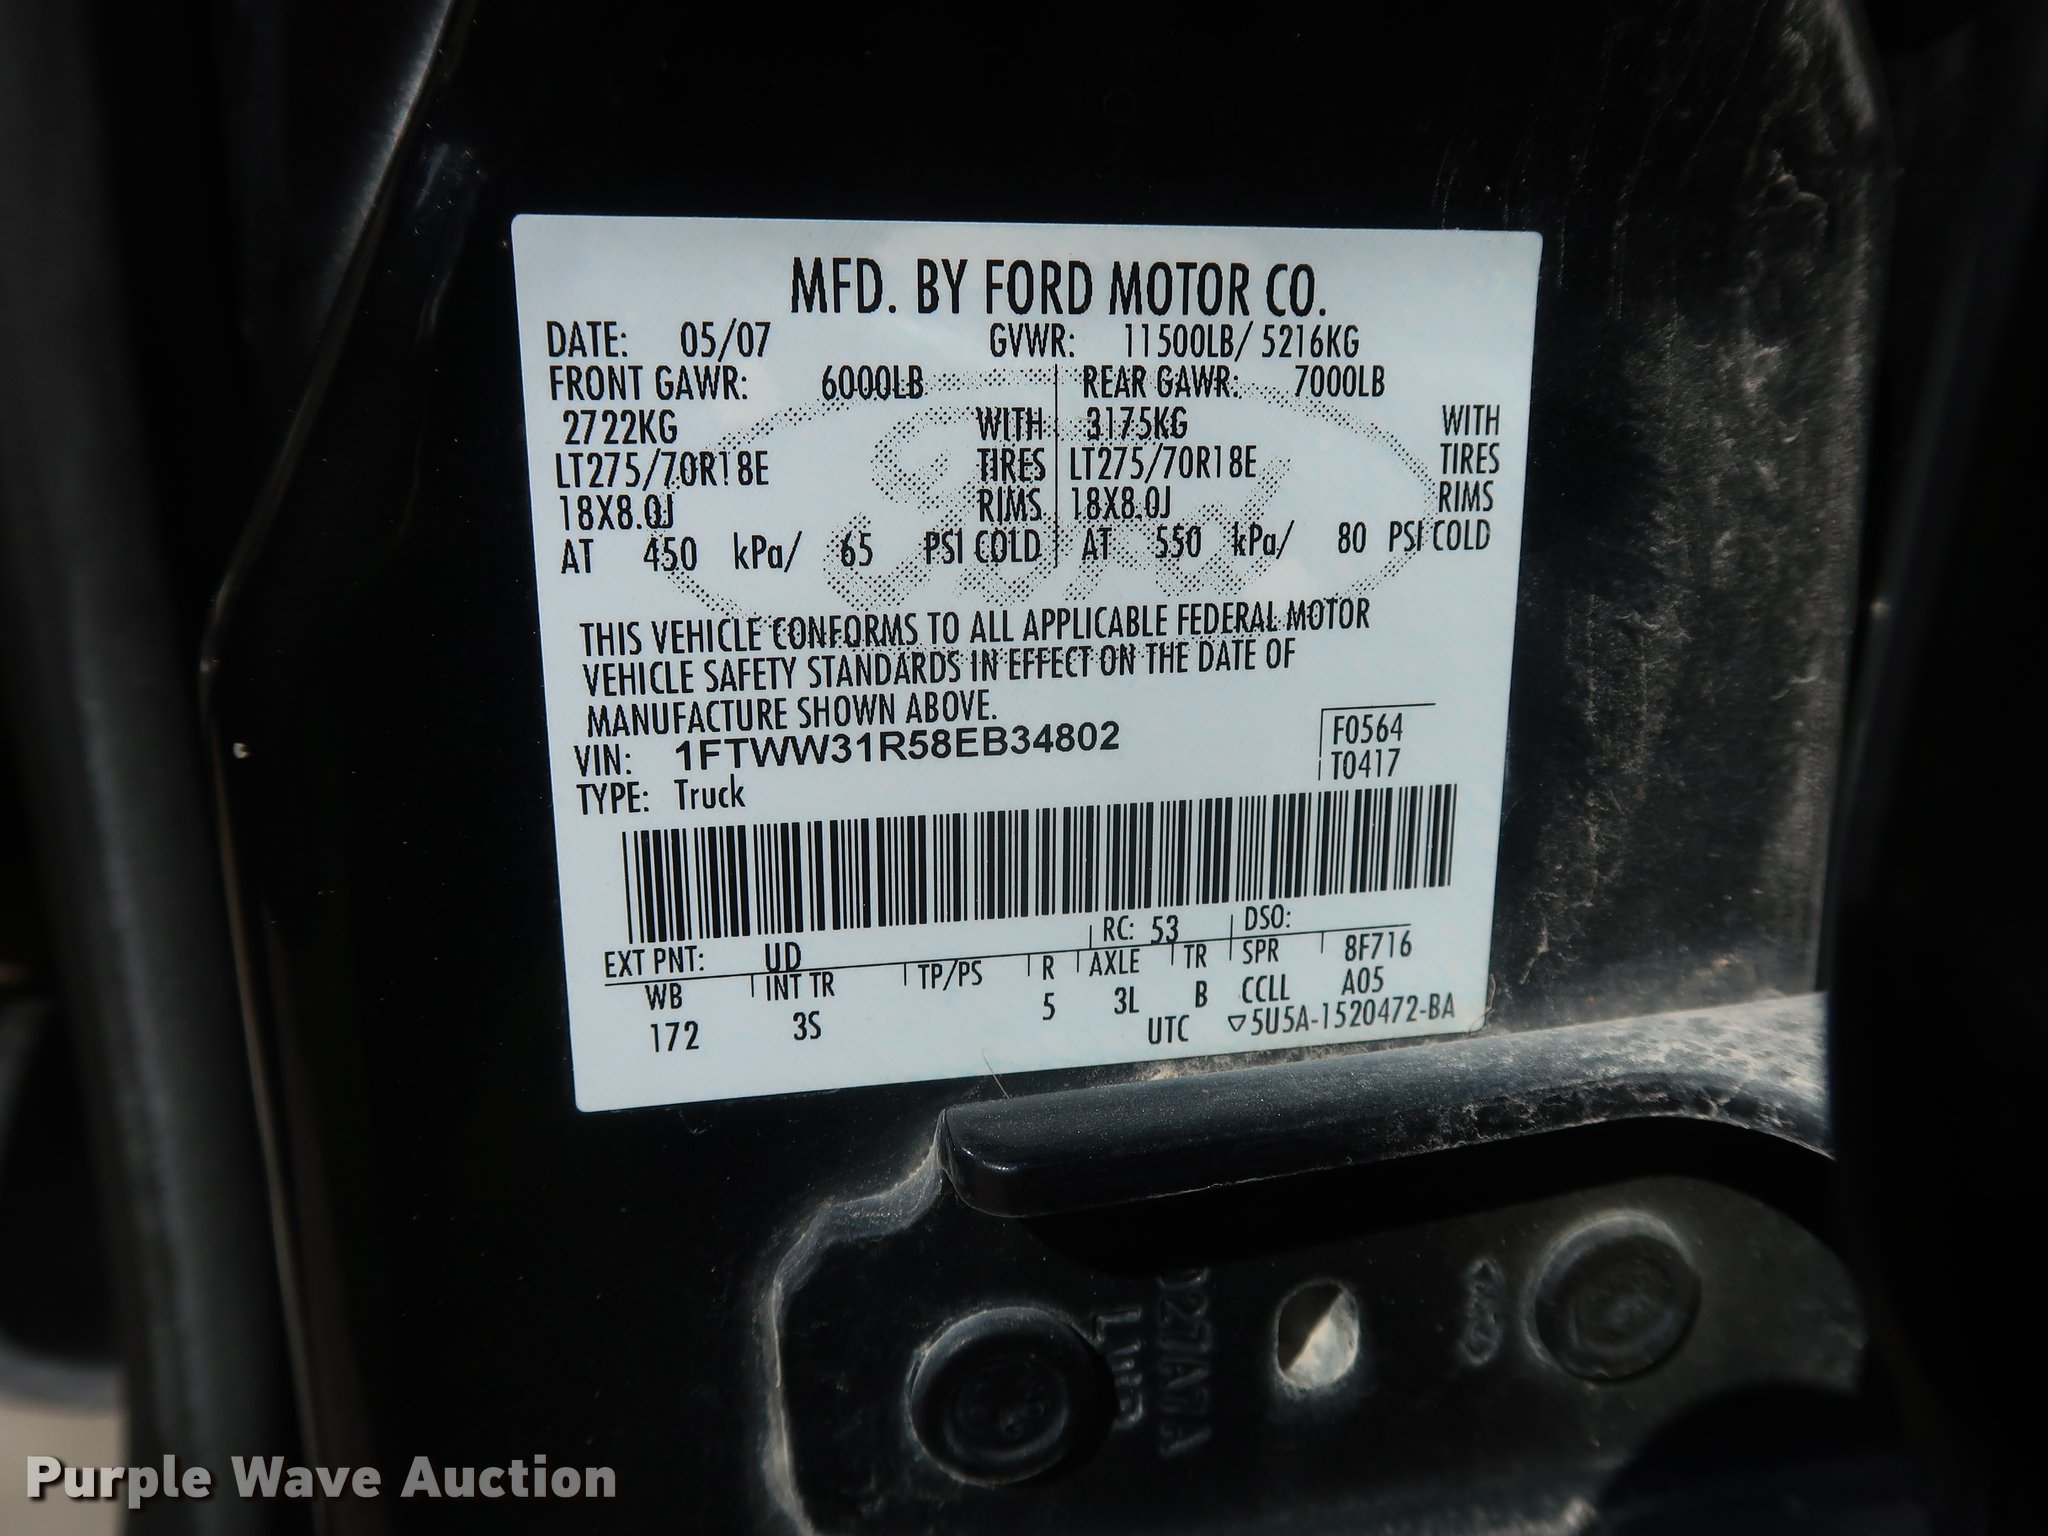 MFD. BY FORD MOTOR CO.
DATE: 05/07 GVWR: 11500LB/ 5216KG
FRONT GAWR: 6000LB REAR GAWR: 7000LB
2722KG WITH 3175KG WITH
LT275/70R18E TIRES LT275/70R18E TIRES
18X8.0J RIMS 18X8.0J RIMS
AT 450 kPa/ 65 PSI COLD AT 550 kPa/ 80 PSI COLD
THIS VEHICLE CONFORMS TO ALL APPLICABLE FEDERAL MOTOR
VEHICLE SAFETY STANDARDS IN EFFECT ON THE DATE OF
MANUFACTURE SHOWN ABOVE.
VIN: 1FTWW31R58EB34802 F0564
TYPE: Truck T0417
RC: 53 DSO:
EXT PNT: UD
WB INT TR TP/PS R AXLE TR SPR 8F716
172 3S 5 3L B CCLL A05
UTC ▽5U5A-1520472-BA
Purple Wave Auction